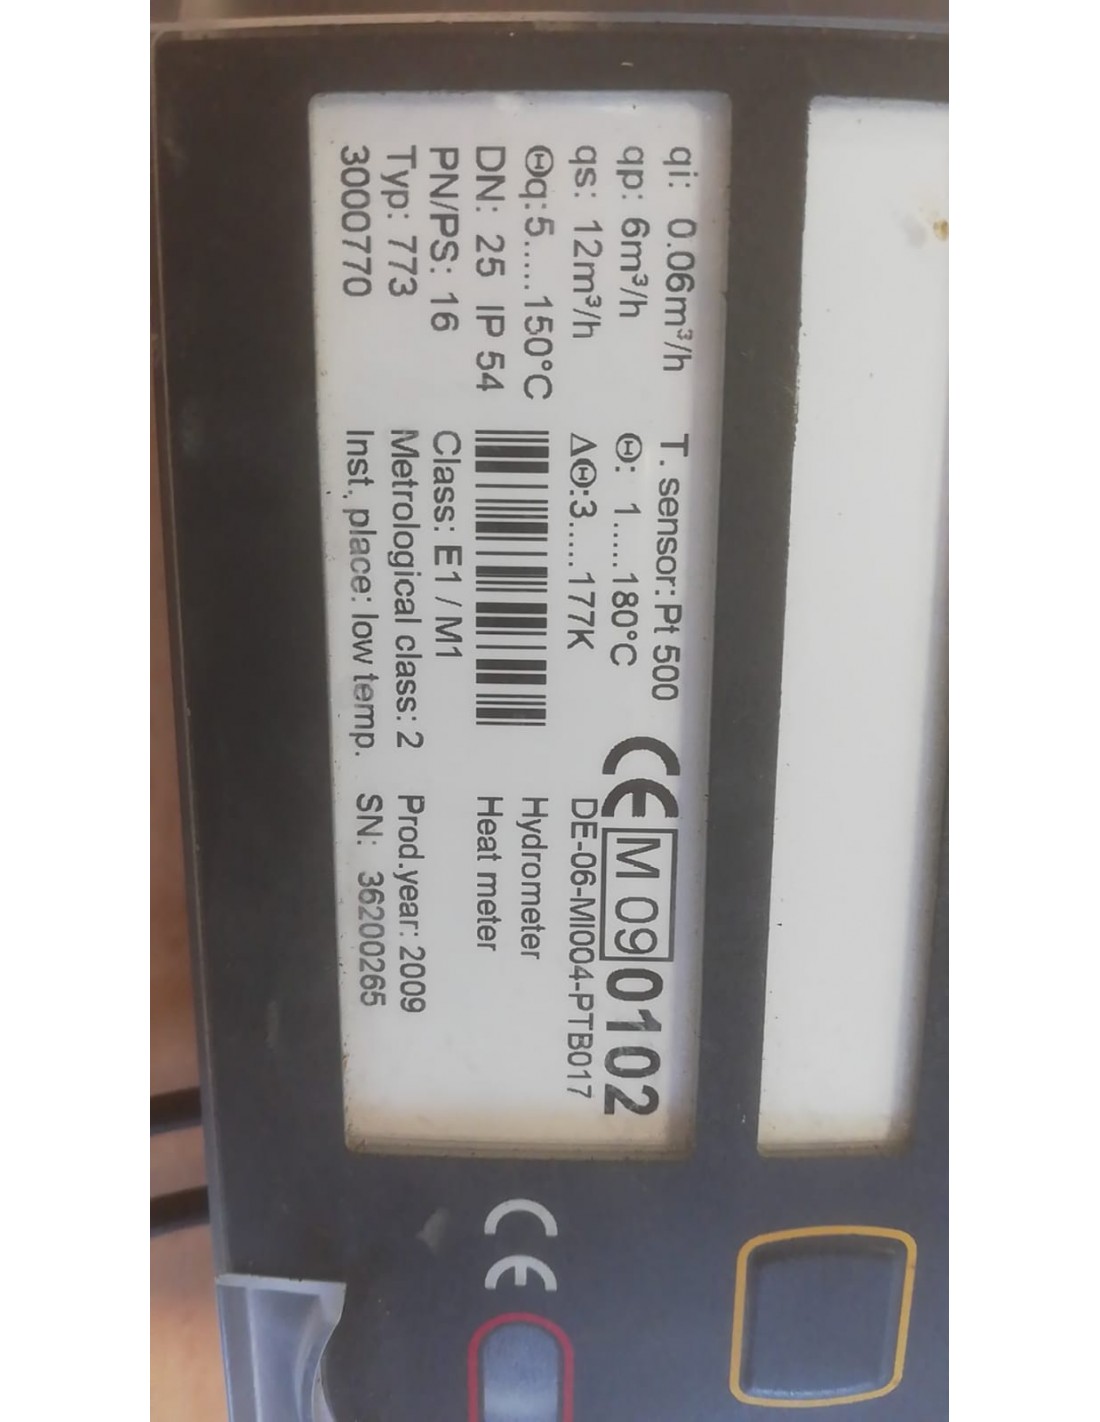 qi: 0.06m³/h
qp: 6m³/h
qs: 12m³/h
Θq:5.....150°C
DN: 25 IP 54
PN/PS: 16
Typ: 773
3000770
T. sensor: Pt 500
Θ: 1.....180°C
ΔΘ:3.....177K
Class: E1 / M1
Metrological class: 2
Inst, place: low temp.
CE M 09 0102
DE-06-MI004-PTB017
Hydrometer
Heat meter
Prod.year: 2009
SN: 36200265
CE